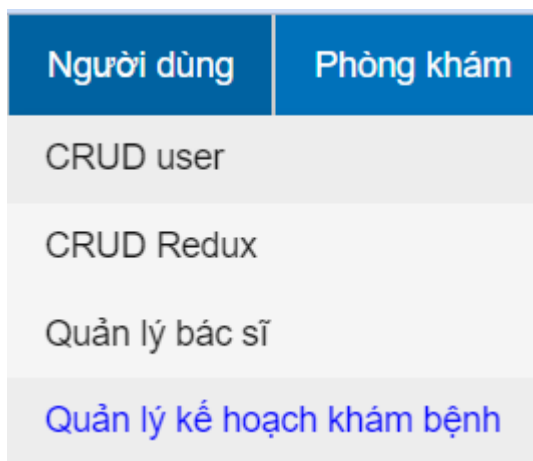 Người dùng Phòng khám
CRUD user
CRUD Redux
Quản lý bác sĩ
Quản lý kế hoạch khám bệnh